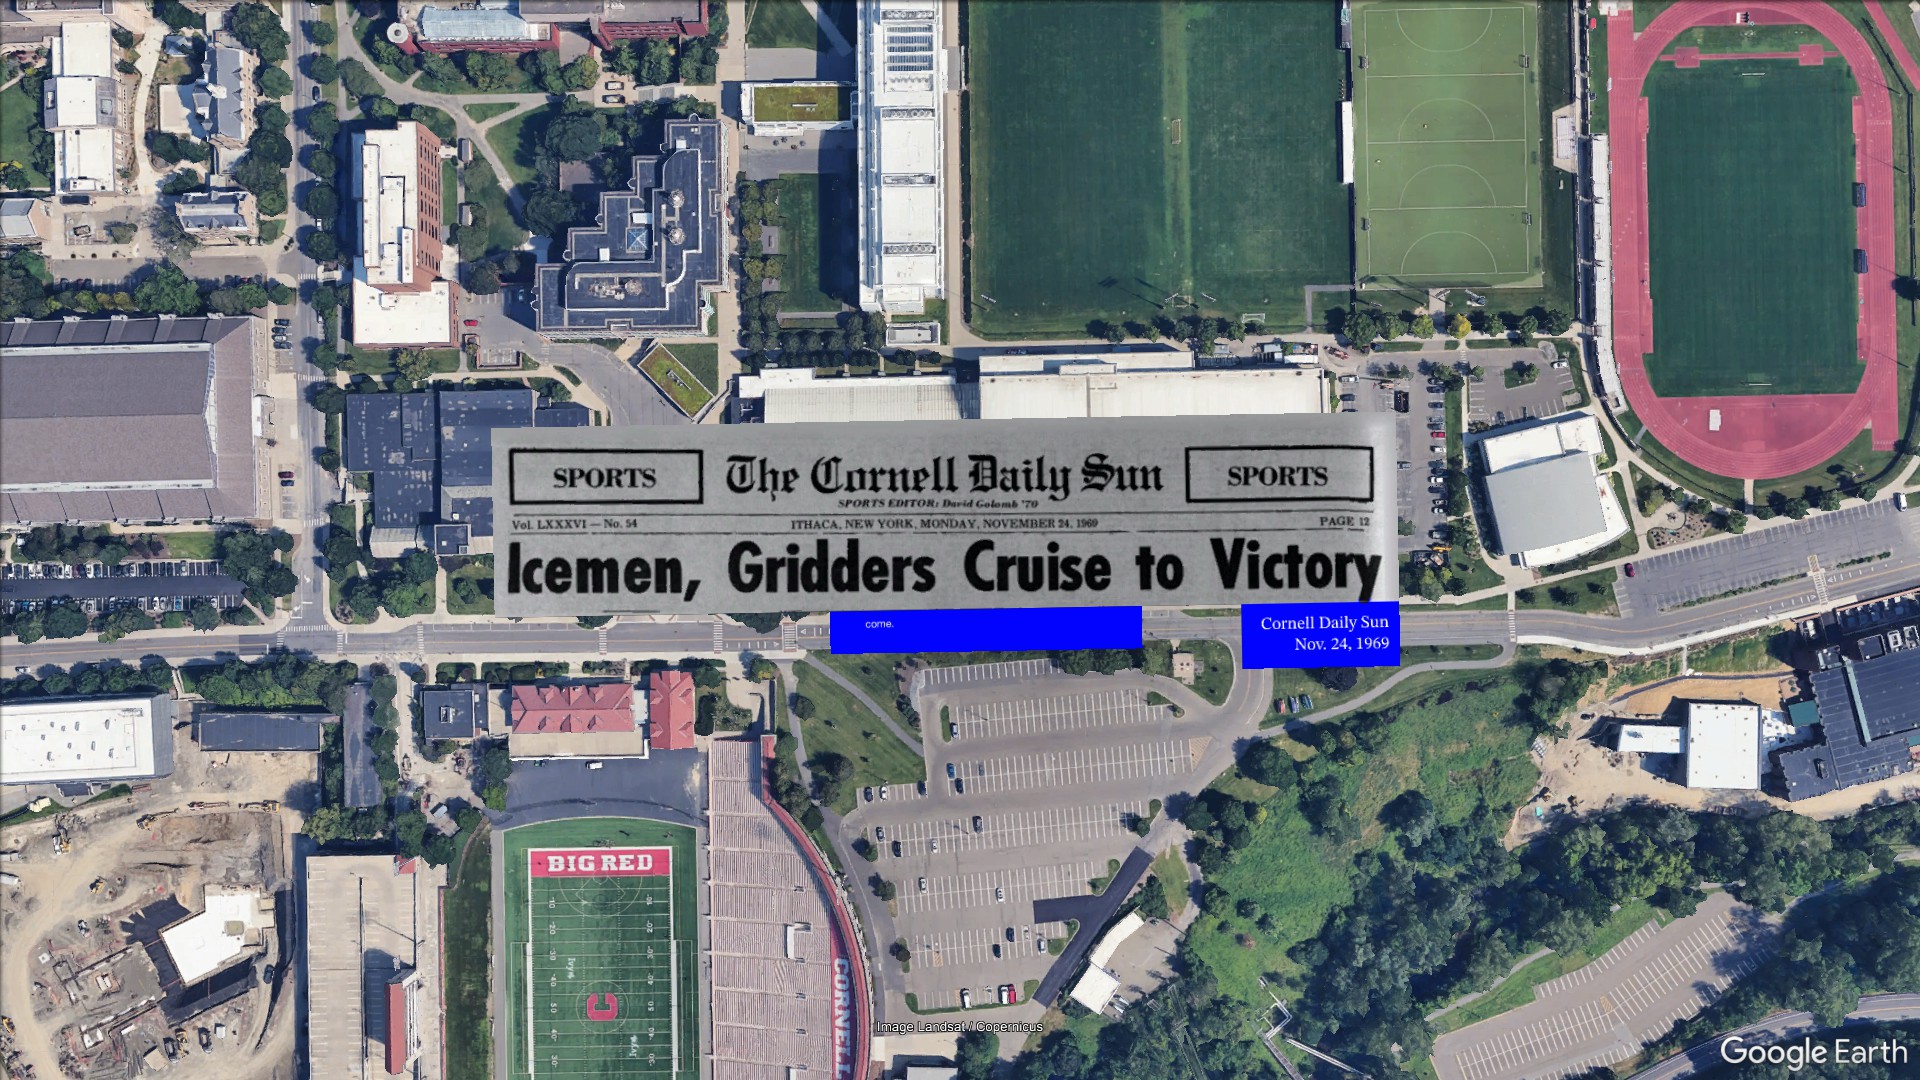 SPORTS
The Cornell Daily Sun
SPORTS
SPORTS EDITOR: David Golomb '70
Vol. LXXXVI — No. 54
ITHACA, NEW YORK, MONDAY, NOVEMBER 24, 1969
PAGE 12
Icemen, Gridders Cruise to Victory
come.
Cornell Daily Sun
Nov. 24, 1969
BIG RED
C
CORNELL
Image Landsat / Copernicus
Google Earth